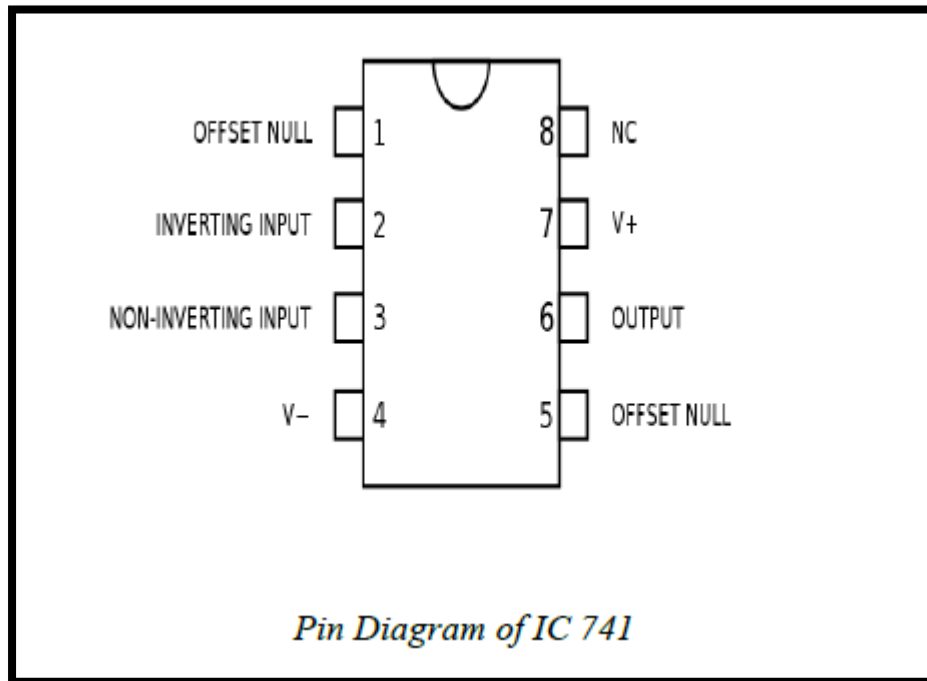 OFFSET NULL 1 8 NC
INVERTING INPUT 2 7 V+
NON-INVERTING INPUT 3 6 OUTPUT
V− 4 5 OFFSET NULL
Pin Diagram of IC 741